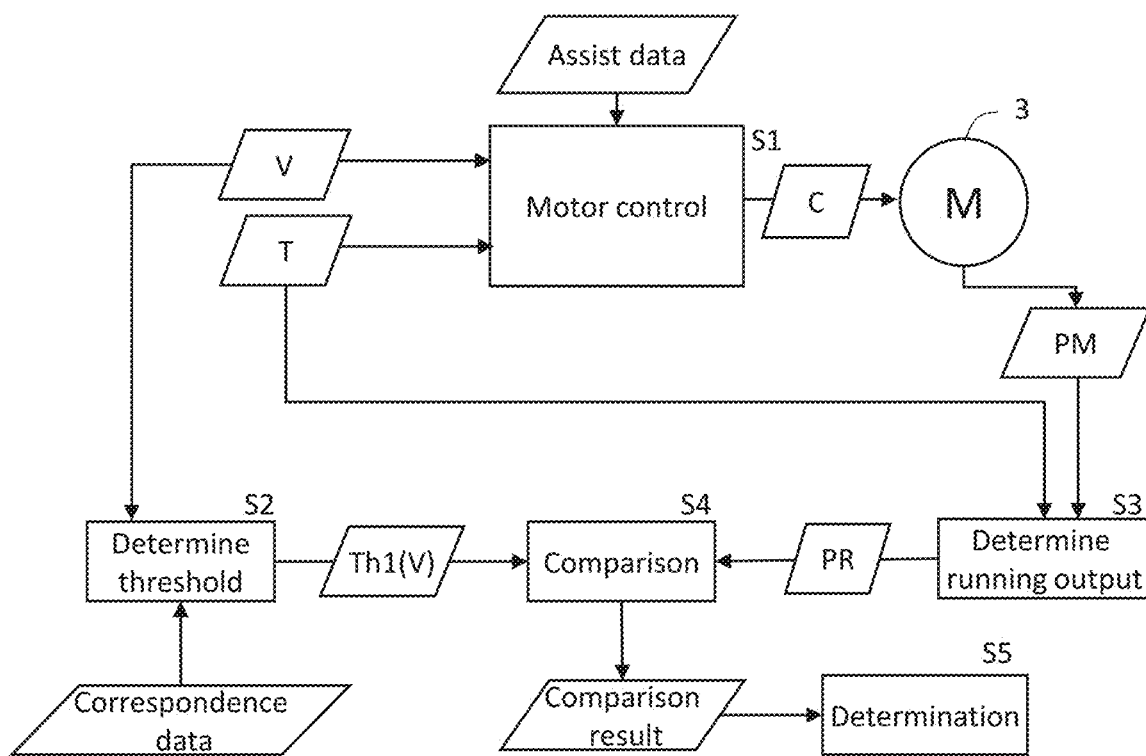 Assist data
3
S1
V
Motor control
C
M
T
PM
S2
S4
S3
Determine
threshold
Th1(V)
Comparison
PR
Determine
running output
S5
Correspondence
data
Comparison
result
Determination